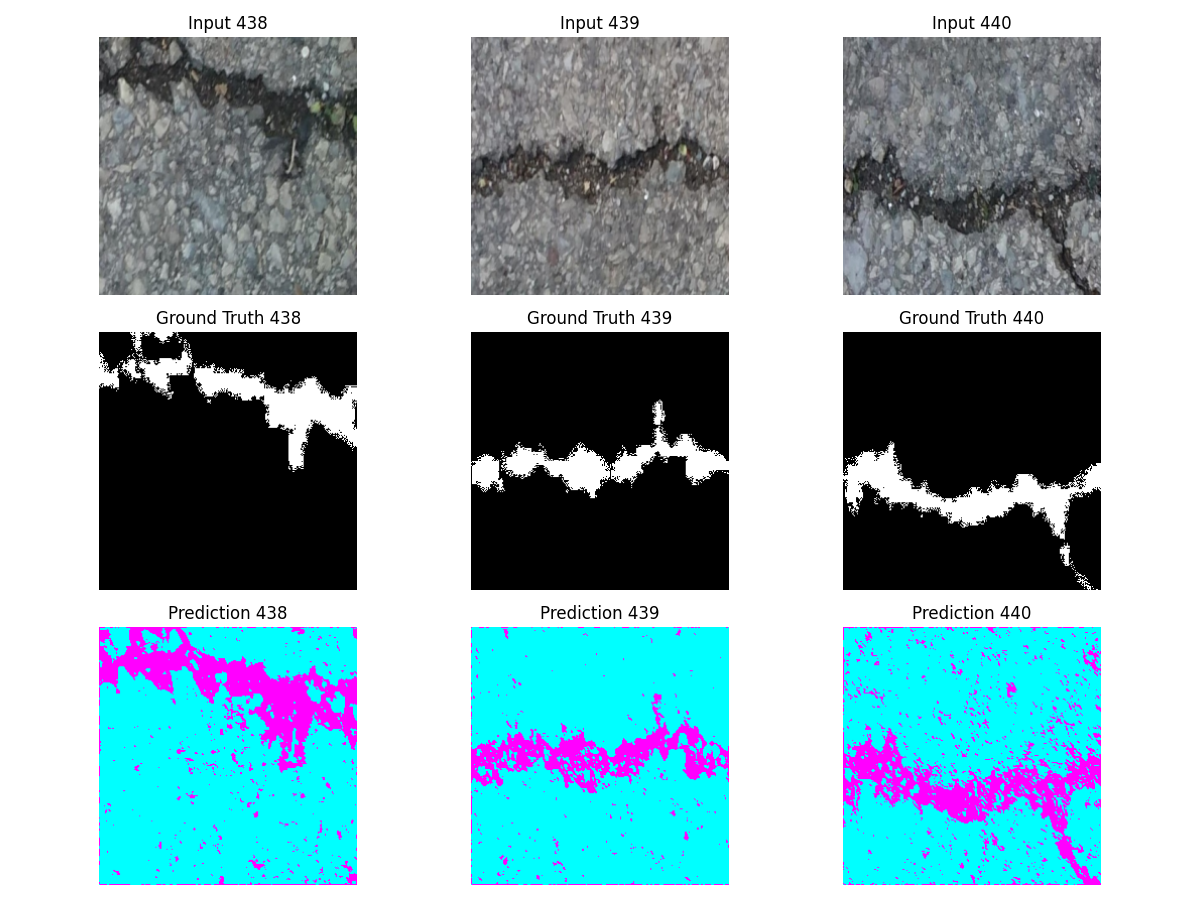 Input 438
Input 439
Input 440
Ground Truth 438
Ground Truth 439
Ground Truth 440
Prediction 438
Prediction 439
Prediction 440